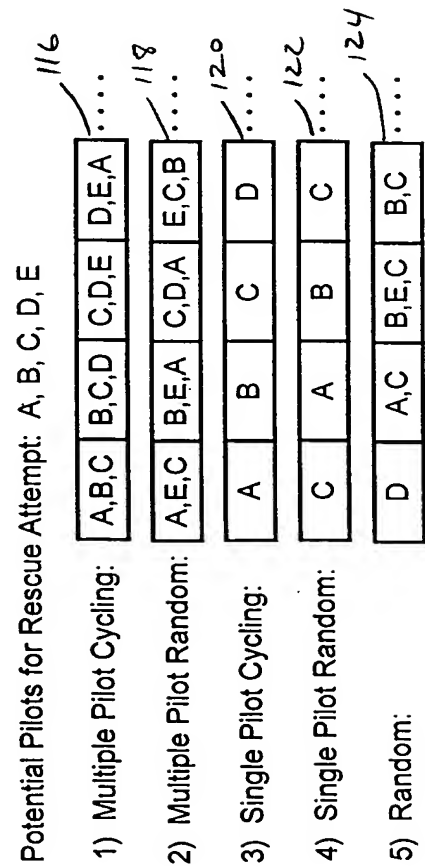 Potential Pilots for Rescue Attempt: A, B, C, D, E
116
1) Multiple Pilot Cycling: A,B,C B,C,D C,D,E D,E,A ....
118
2) Multiple Pilot Random: A,E,C B,E,A C,D,A E,C,B ....
120
3) Single Pilot Cycling: A B C D ....
122
4) Single Pilot Random: C A B C ....
124
5) Random: D A,C B,E,C B,C ....